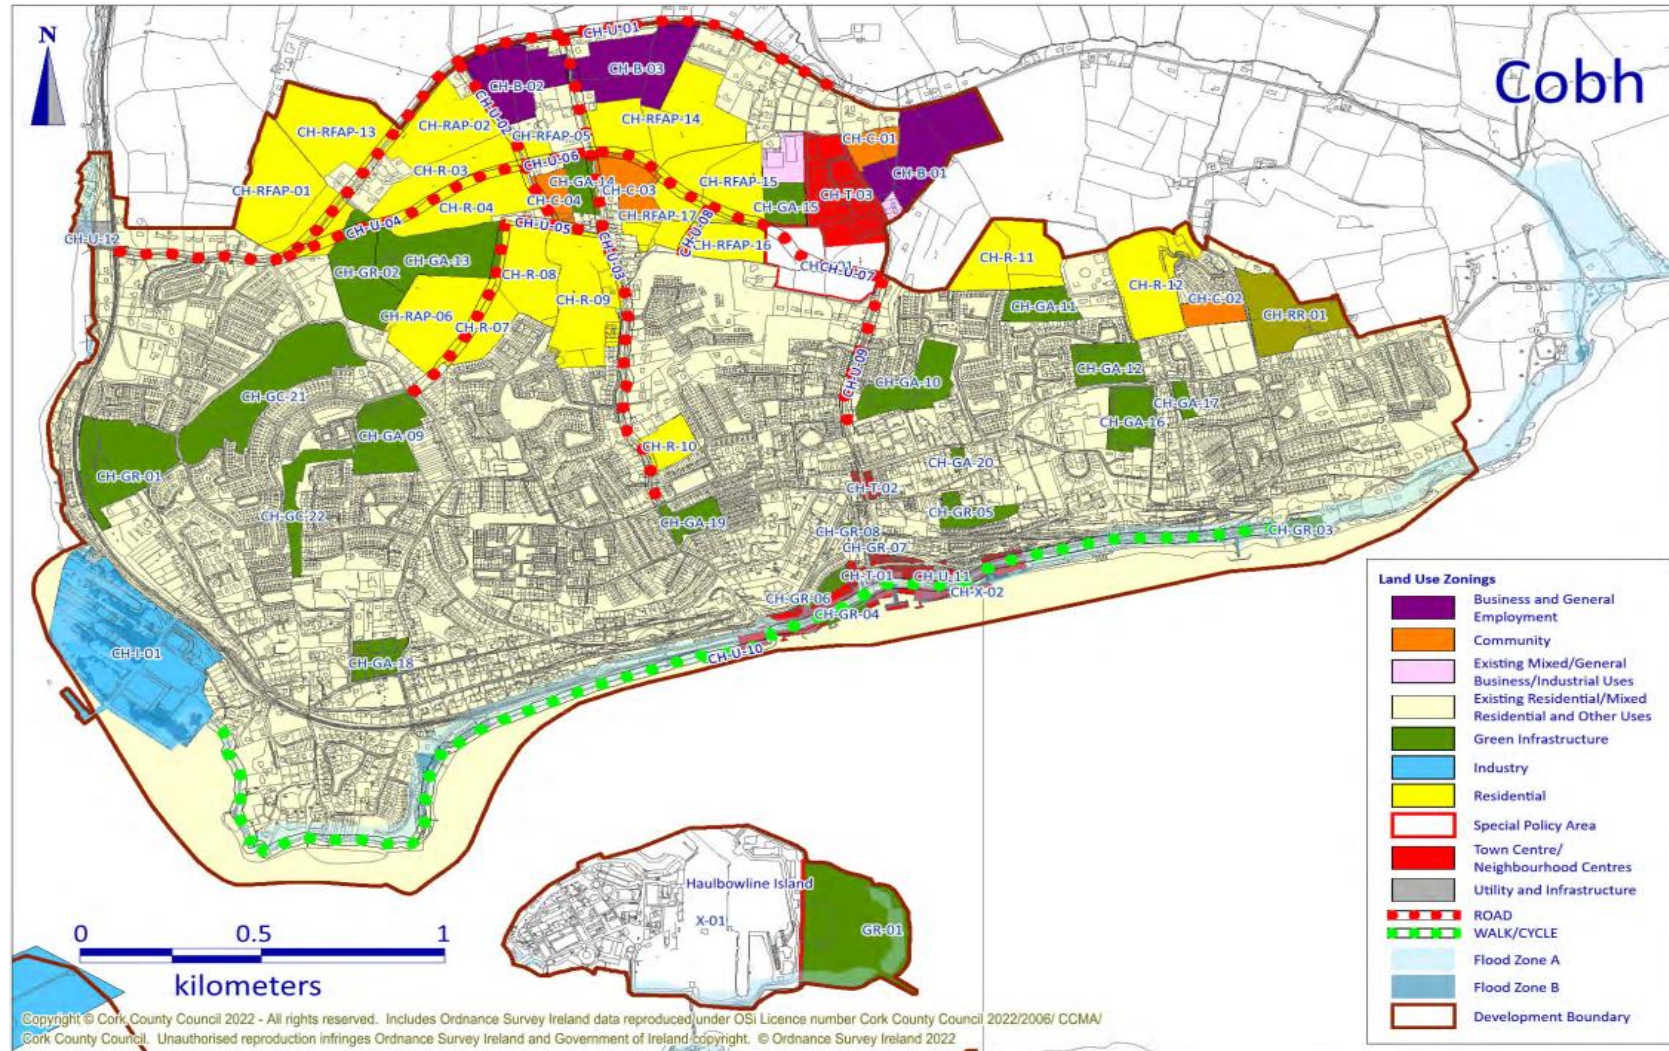 N
Cobh
CH-U-01
CH-B-03
CH-B-02
CH-U-02
CH-RFAP-13
CH-RAP-02
CH-RFAP-05
CH-RFAP-14
CH-C-01
CH-U-06
CH-R-03
CH-B-01
CH-RFAP-01
CH-GA-14
CH-C-03
CH-RFAP-15
CH-T-03
CH-C-04
CH-R-04
CH-RFAP-17
CH-GA-15
CH-U-04
CH-U-05
CH-U-08
CH-U-12
CH-RFAP-16
CH-GA-13
CH-GR-02
CH-R-08
CH-U-03
CH-U-07
CH-R-11
CH-R-12
CH-R-09
CH-C-02
CH-GA-11
CH-RR-01
CH-RAP-06
CH-R-07
CH-U-09
CH-GA-10
CH-GA-12
CH-GC-21
CH-GA-17
CH-GA-16
CH-GA-09
CH-R-10
CH-GR-01
CH-GA-20
CH-T-02
CH-GC-22
CH-GA-19
CH-GR-05
CH-GR-08
CH-GR-03
CH-GR-07
CH-T-01
CH-U-11
CH-X-02
CH-GR-06
CH-GR-04
CH-U-10
CH-I-01
CH-GA-18
Land Use Zonings
Business and General
Employment
Community
Existing Mixed/General
Business/Industrial Uses
Existing Residential/Mixed
Residential and Other Uses
Green Infrastructure
Industry
Residential
Special Policy Area
Town Centre/
Neighbourhood Centres
Utility and Infrastructure
ROAD
WALK/CYCLE
Flood Zone A
Flood Zone B
Development Boundary
Haulbowline Island
X-01
GR-01
0 0.5 1
kilometers
Copyright © Cork County Council 2022 - All rights reserved. Includes Ordnance Survey Ireland data reproduced under OSi Licence number Cork County Council 2022/2006/ CCMA/
Cork County Council. Unauthorised reproduction infringes Ordnance Survey Ireland and Government of Ireland copyright. © Ordnance Survey Ireland 2022